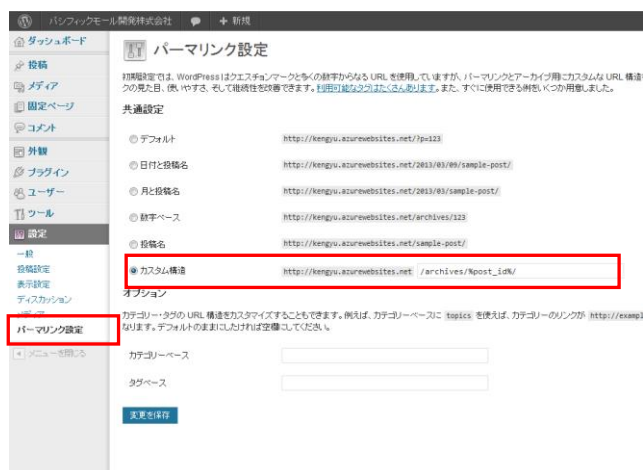 パシフィックモール開発株式会社
+ 新規
ダッシュボード
投稿
メディア
固定ページ
コメント
外観
プラグイン
ユーザー
ツール
設定
一般
投稿設定
表示設定
ディスカッション
パーマリンク設定
メニューを閉じる
パーマリンク設定
初期設定では、WordPress はクエスチョンマークと多くの数字からなる URL を使用していますが、パーマリンクとアーカイブ用にカスタムな URL 構造
クの見た目、使いやすさ、そして継続性を改善できます。利用可能なタグはたくさんあります。また、すぐに使用できる例をいくつか用意しました。
共通設定
デフォルト http://kengyu.azurewebsites.net/?p=123
日付と投稿名 http://kengyu.azurewebsites.net/2013/03/09/sample-post/
月と投稿名 http://kengyu.azurewebsites.net/2013/03/sample-post/
数字ベース http://kengyu.azurewebsites.net/archives/123
投稿名 http://kengyu.azurewebsites.net/sample-post/
カスタム構造 http://kengyu.azurewebsites.net /archives/%post_id%/
オプション
カテゴリー・タグの URL 構造をカスタマイズすることもできます。例えば、カテゴリーベースに topics を使えば、カテゴリーのリンクが http://exampl
なります。デフォルトのままにしたければ空欄にしてください。
カテゴリーベース
タグベース
変更を保存